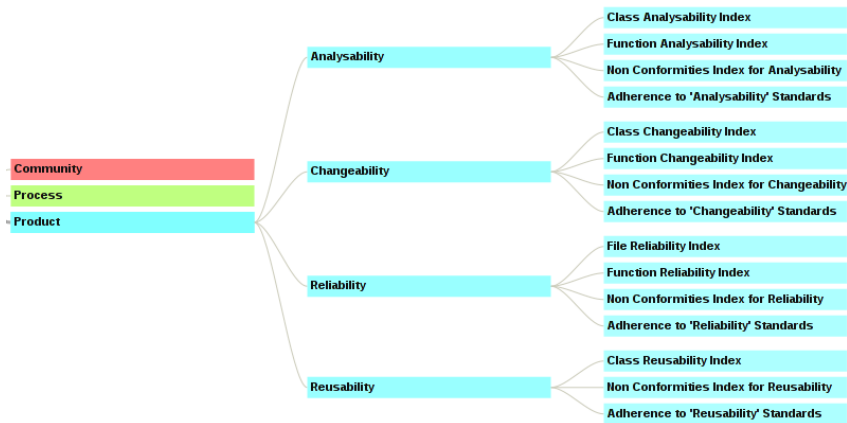 Community
Process
Product
Analysability
Changeability
Reliability
Reusability
Class Analysability Index
Function Analysability Index
Non Conformities Index for Analysability
Adherence to 'Analysability' Standards
Class Changeability Index
Function Changeability Index
Non Conformities Index for Changeability
Adherence to 'Changeability' Standards
File Reliability Index
Function Reliability Index
Non Conformities Index for Reliability
Adherence to 'Reliability' Standards
Class Reusability Index
Non Conformities Index for Reusability
Adherence to 'Reusability' Standards